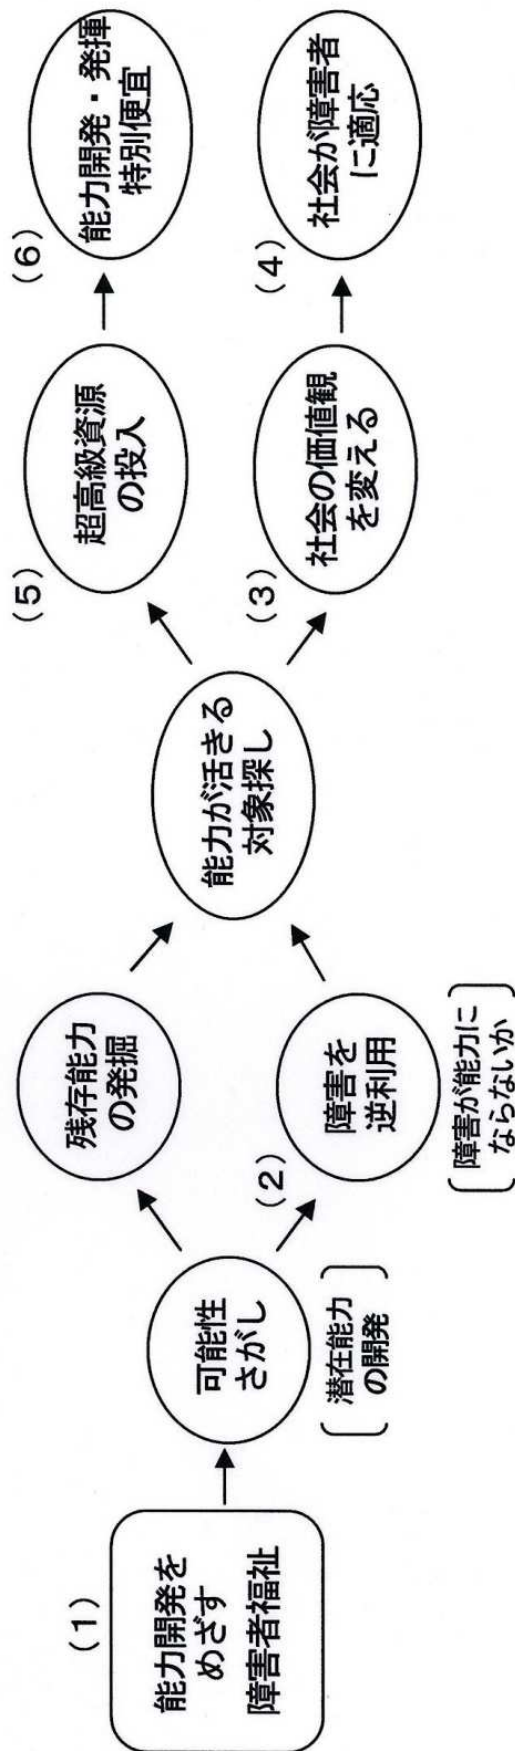 (1)
能力開発を
めざす
障害者福祉
可能性
さがし
潜在能力
の開発
残存能力
の発掘
(2)
障害を
逆利用
障害が能力に
ならないか
能力が活きる
対象探し
(5)
超高級資源
の投入
(3)
社会の価値観
を変える
(6)
能力開発・発揮
特別便宜
(4)
社会が障害者
に適応